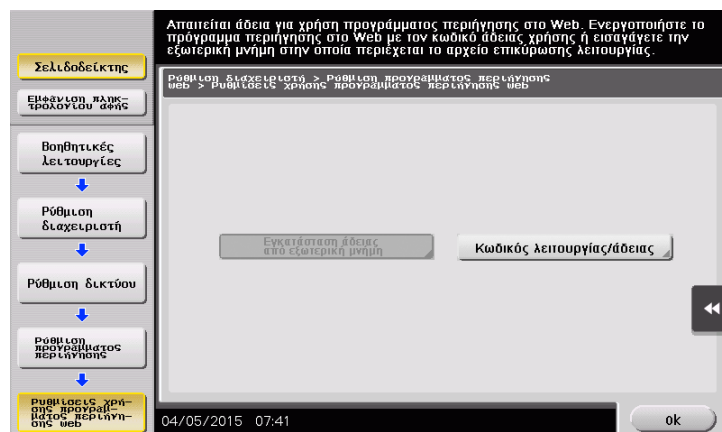 Απαιτείται άδεια για χρήση προγράμματος περιήγησης στο Web. Ενεργοποιήστε το
πρόγραμμα περιήγησης στο Web με τον κωδικό άδειας χρήσης ή εισαγάγετε την
εξωτερική μνήμη στην οποία περιέχεται το αρχείο επικύρωσης λειτουργίας.
Σελιδοδείκτης
Εμφάνιση πληκ-
τρολογίου αφής
Βοηθητικές
λειτουργίες
Ρύθμιση
διαχειριστή
Ρύθμιση δικτύου
Ρύθμιση
προγράμματος
περιήγησης
Ρυθμίσεις χρή-
σης προγράμ-
ματος περιήγη-
σης web
Ρύθμιση διαχειριστή > Ρύθμιση προγράμματος περιήγησης
web > Ρυθμίσεις χρήσης προγράμματος περιήγησης web
Εγκατάσταση άδειας
από εξωτερική μνήμη
Κωδικός λειτουργίας/άδειας
04/05/2015 07:41
ok